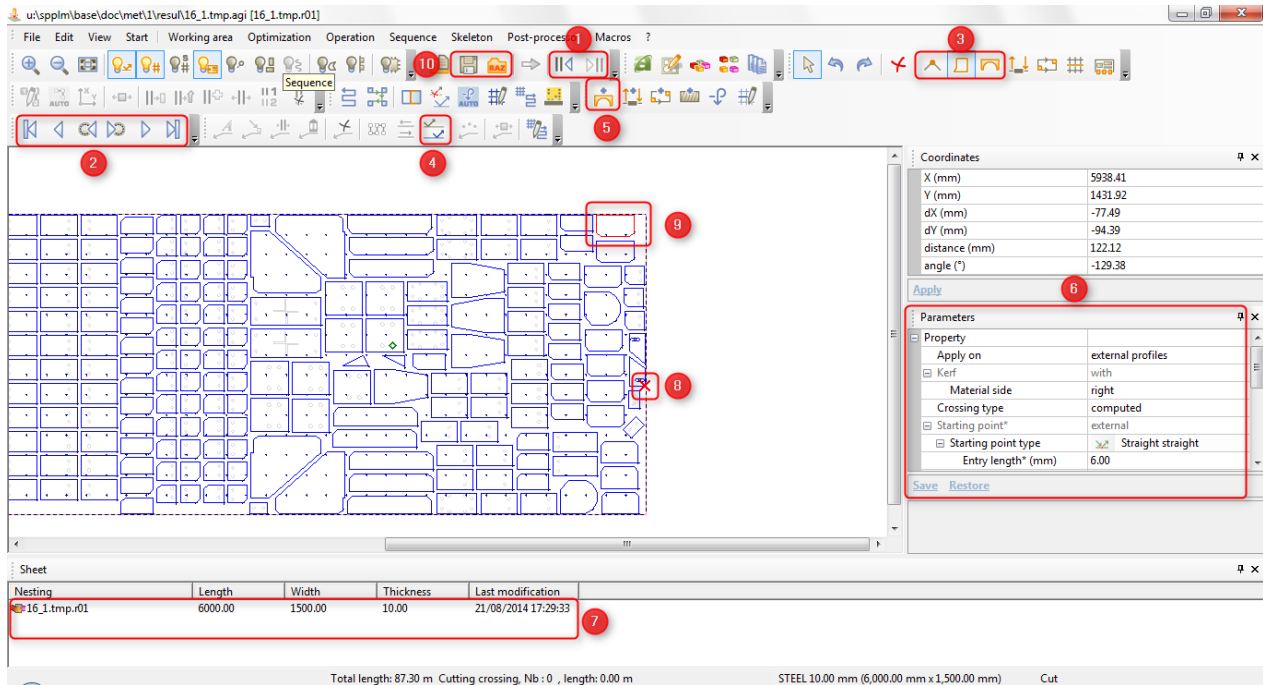 u:\spplm\base\doc\met\1\resul\16_1.tmp.agi [16_1.tmp.r01]
File Edit View Start Working area Optimization Operation Sequence Skeleton Post-processor Macros ?
1
3
10
RAZ
Sequence
AUTO
AUTO
5
2
4
Coordinates
X (mm) 5938.41
Y (mm) 1431.92
dX (mm) -77.49
dY (mm) -94.39
distance (mm) 122.12
angle (°) -129.38
Apply
9
6
Parameters
Property
Apply on external profiles
Kerf with
Material side right
Crossing type computed
Starting point* external
Starting point type Straight straight
Entry length* (mm) 6.00
Save Restore
8
Sheet
Nesting Length Width Thickness Last modification
16_1.tmp.r01 6000.00 1500.00 10.00 21/08/2014 17:29:33
7
Total length: 87.30 m Cutting crossing, Nb : 0 , length: 0.00 m STEEL 10.00 mm (6,000.00 mm x 1,500.00 mm) Cut